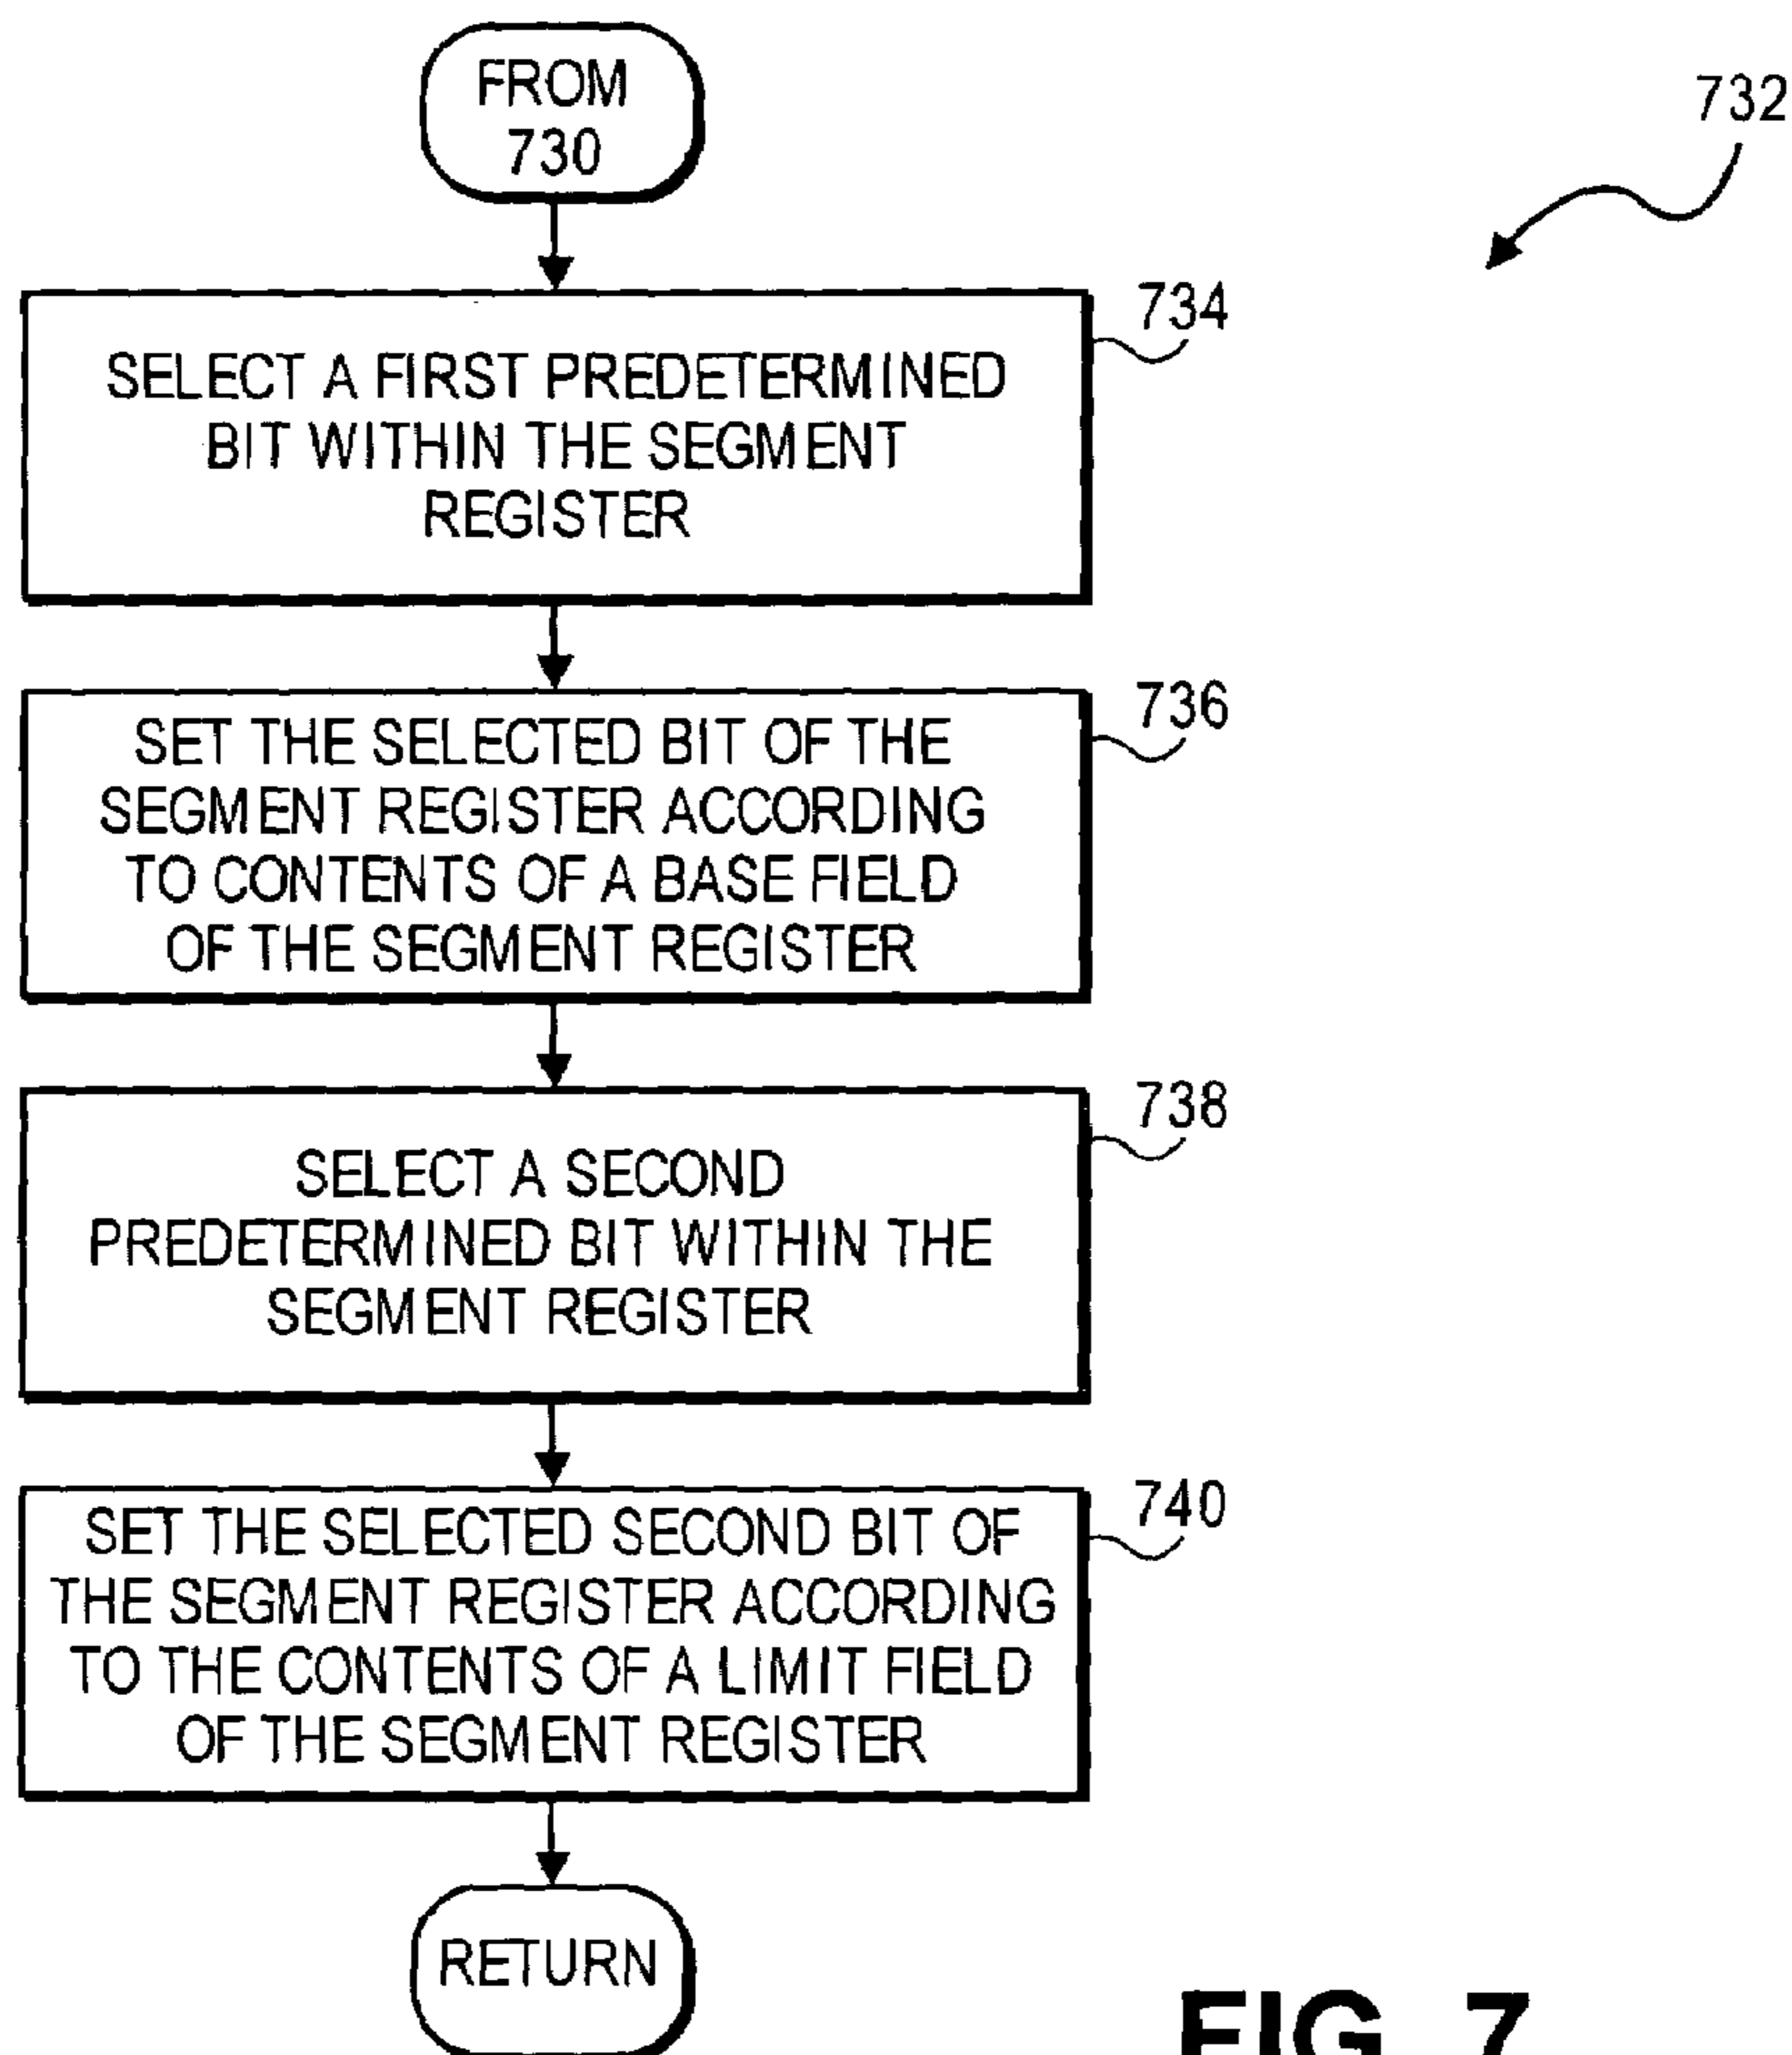 FROM
730
732
734
SELECT A FIRST PREDETERMINED
BIT WITHIN THE SEGMENT
REGISTER
736
SET THE SELECTED BIT OF THE
SEGMENT REGISTER ACCORDING
TO CONTENTS OF A BASE FIELD
OF THE SEGMENT REGISTER
738
SELECT A SECOND
PREDETERMINED BIT WITHIN THE
SEGMENT REGISTER
740
SET THE SELECTED SECOND BIT OF
THE SEGMENT REGISTER ACCORDING
TO THE CONTENTS OF A LIMIT FIELD
OF THE SEGMENT REGISTER
RETURN
FIG 7